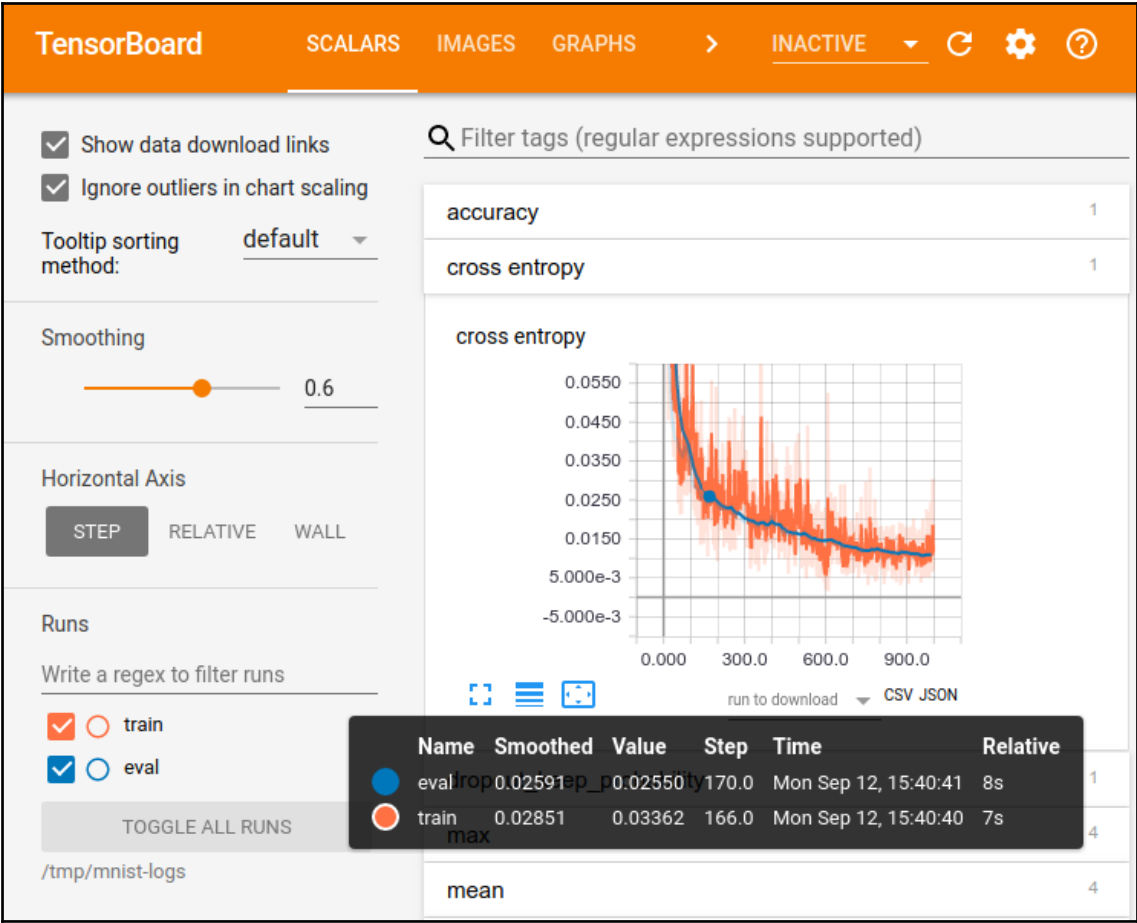 TensorBoard SCALARS IMAGES GRAPHS INACTIVE
Show data download links
Ignore outliers in chart scaling
Tooltip sorting
method:
default
Smoothing
0.6
Horizontal Axis
STEP RELATIVE WALL
Runs
Write a regex to filter runs
train
eval
TOGGLE ALL RUNS
/tmp/mnist-logs
Filter tags (regular expressions supported)
accuracy 1
cross entropy 1
cross entropy
0.0550
0.0450
0.0350
0.0250
0.0150
5.000e-3
-5.000e-3
0.000 300.0 600.0 900.0
run to download CSV JSON
Name Smoothed Value Step Time Relative
eval 0.02591 170.0 Mon Sep 12, 15:40:41 8s
train 0.02851 0.03362 166.0 Mon Sep 12, 15:40:40 7s
dropout_keep_probability 1
max 4
mean 4